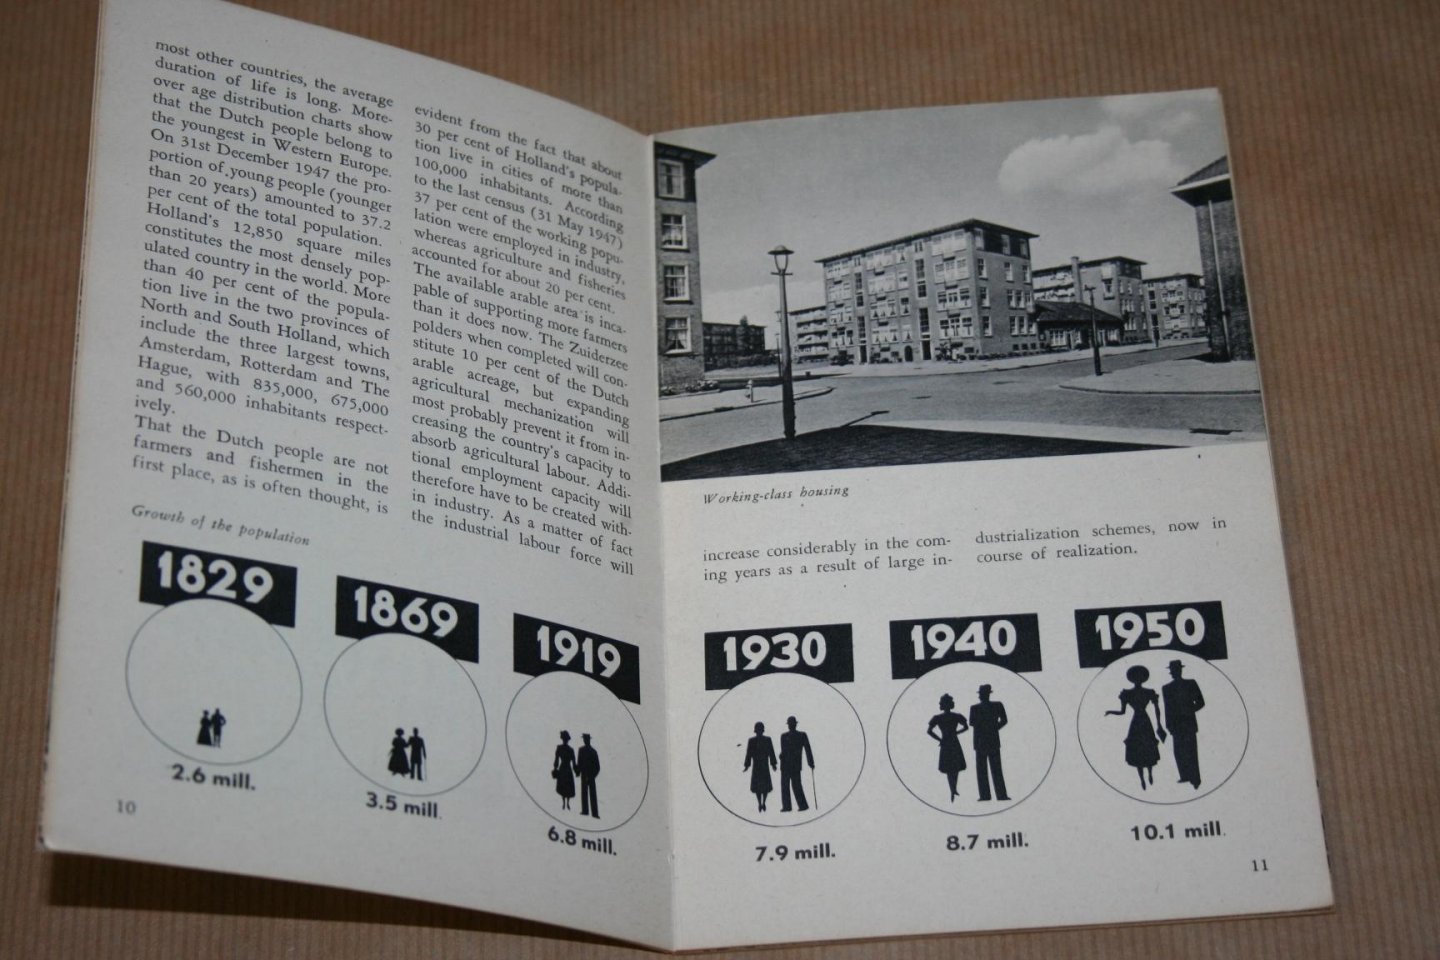 most other countries, the average
duration of life is long. More-
over age distribution charts show
that the Dutch people belong to
the youngest in Western Europe.
On 31st December 1947 the pro-
portion of young people (younger
than 20 years) amounted to 37.2
per cent of the total population.
Holland's 12,850 square miles
constitutes the most densely pop-
ulated country in the world. More
than 40 per cent of the popula-
tion live in the two provinces of
North and South Holland, which
include the three largest towns,
Amsterdam, Rotterdam and The
Hague, with 835,000, 675,000
and 560,000 inhabitants respect-
ively.
That the Dutch people are not
farmers and fishermen in the
first place, as is often thought, is
evident from the fact that about
30 per cent of Holland's popula-
tion live in cities of more than
100,000 inhabitants. According
to the last census (31 May 1947)
37 per cent of the working popu-
lation were employed in industry,
whereas agriculture and fisheries
accounted for about 20 per cent.
The available arable area is inca-
pable of supporting more farmers
than it does now. The Zuiderzee
polders when completed will con-
stitute 10 per cent of the Dutch
arable acreage, but expanding
agricultural mechanization will
most probably prevent it from in-
creasing the country's capacity to
absorb agricultural labour. Addi-
tional employment capacity will
therefore have to be created with-
in industry. As a matter of fact
the industrial labour force will
Growth of the population
1829
1869
1919
2.6 mill.
3.5 mill.
6.8 mill.
10
Working-class housing
increase considerably in the com-
ing years as a result of large in-
dustrialization schemes, now in
course of realization.
1930
1940
1950
7.9 mill.
8.7 mill.
10.1 mill.
11